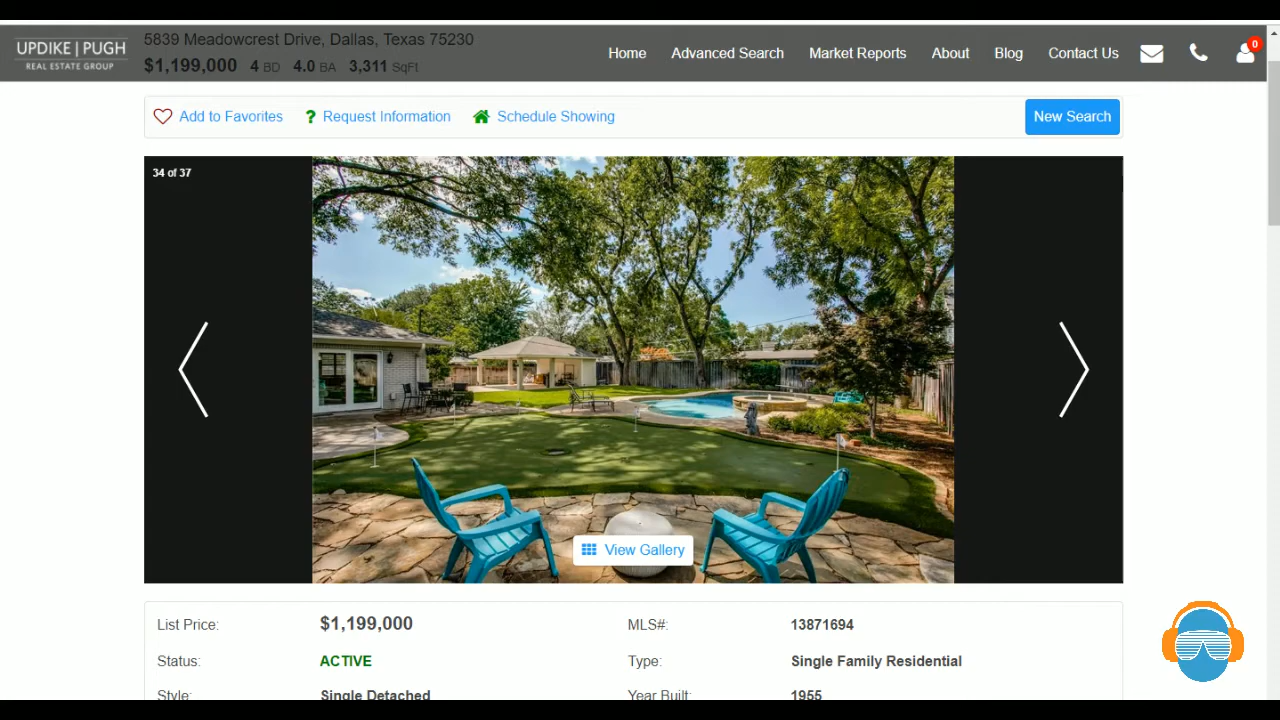 UPDIKE | PUGH
REAL ESTATE GROUP
5839 Meadowcrest Drive, Dallas, Texas 75230
$1,199,000 4 BD 4.0 BA 3,311 SqFt
Home Advanced Search Market Reports About Blog Contact Us 0
Add to Favorites ? Request Information Schedule Showing New Search
34 of 37
View Gallery
List Price: $1,199,000 MLS#: 13871694
Status: ACTIVE Type: Single Family Residential
Style: Single Detached Year Built: 1955